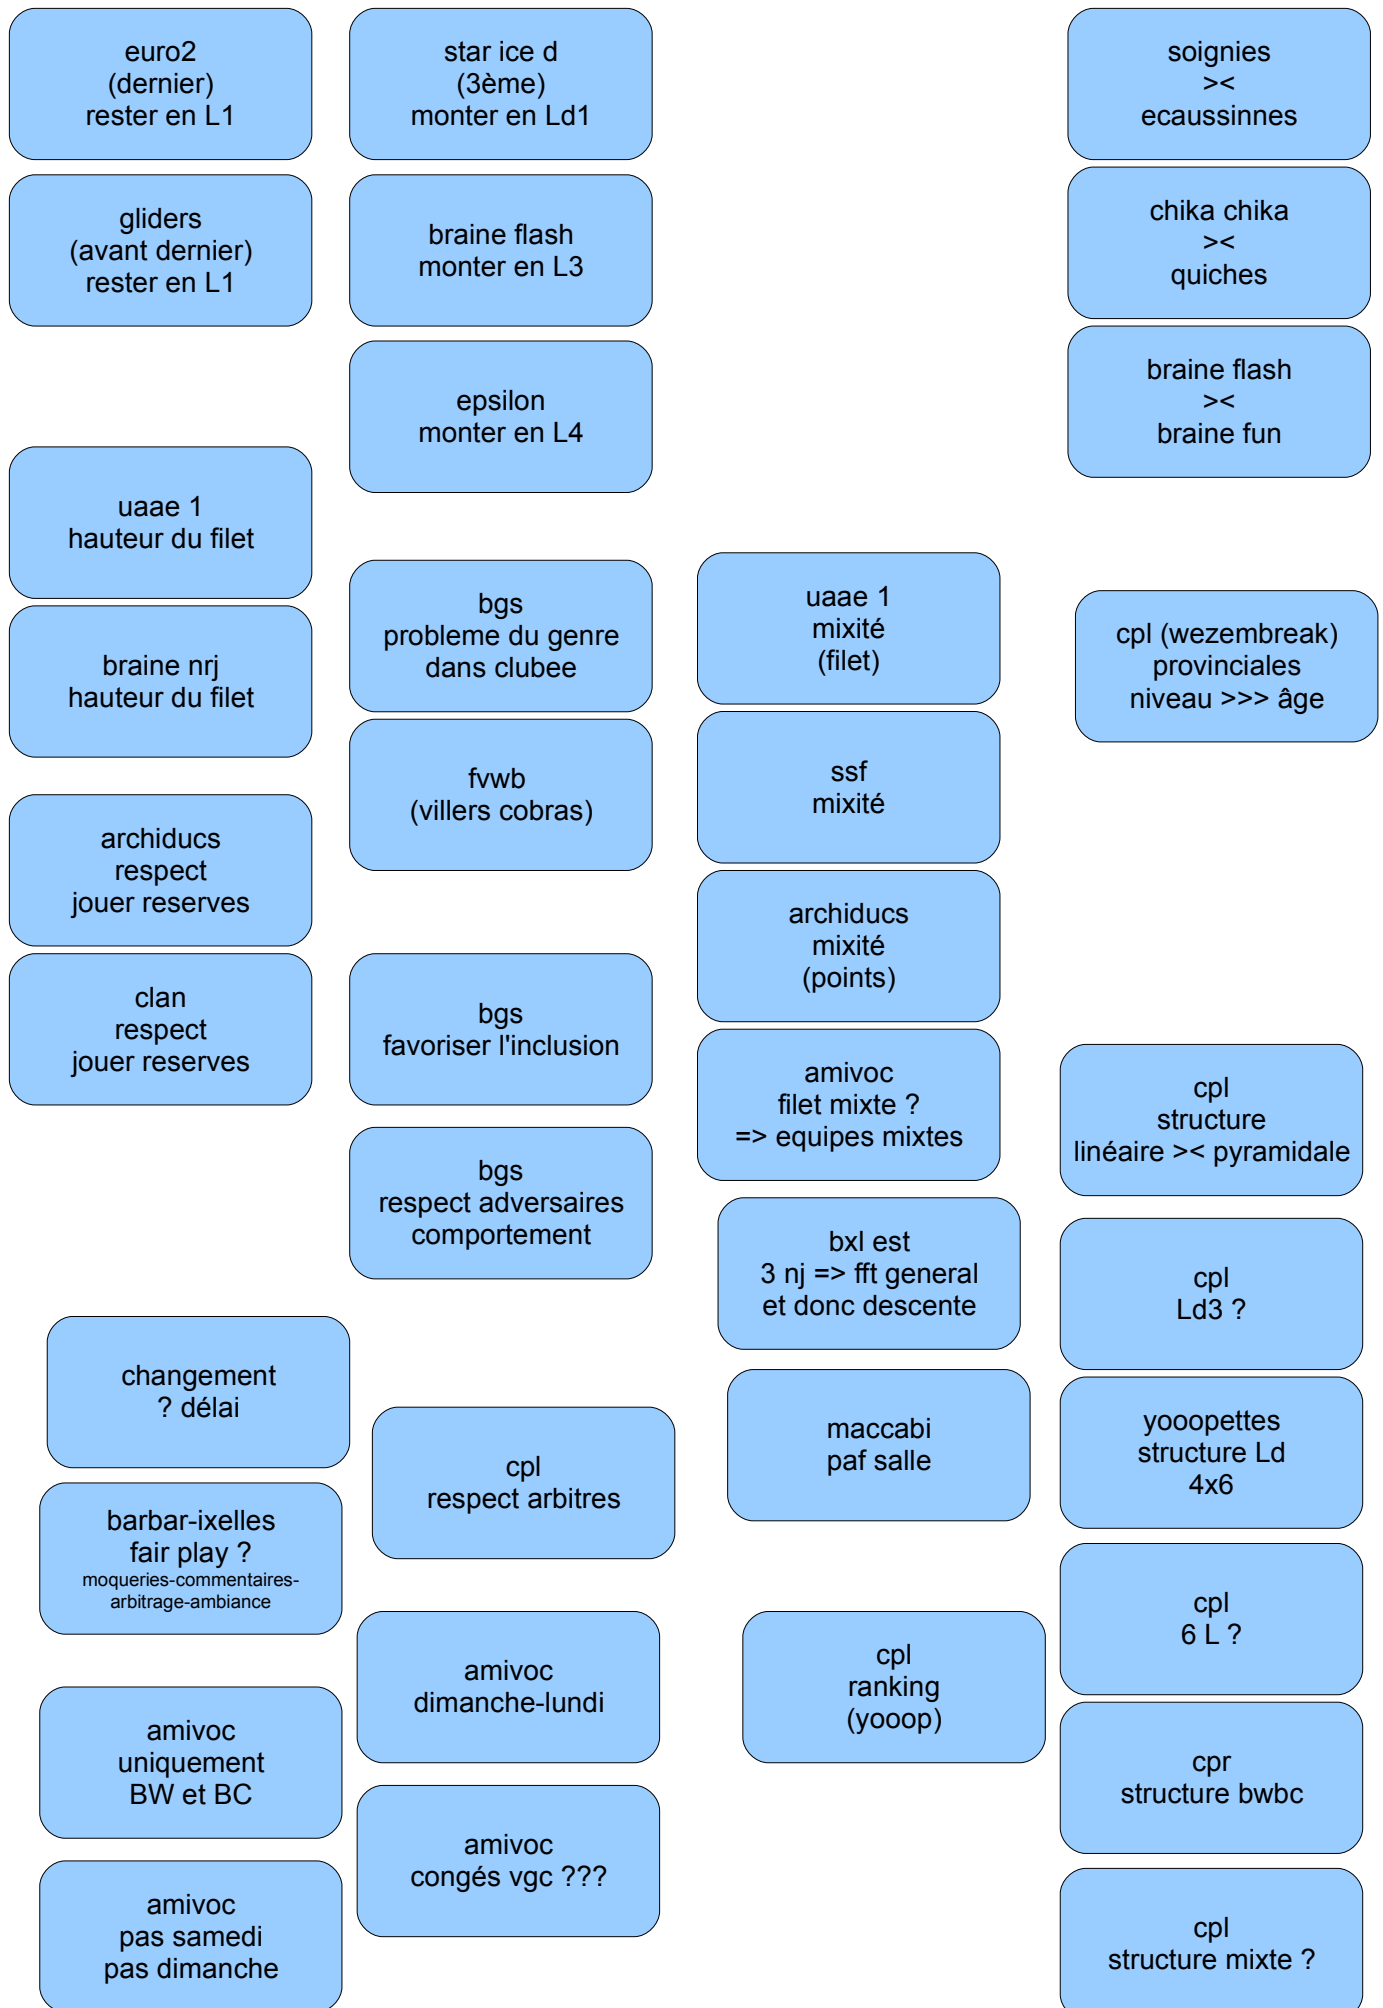 euro2
(dernier)
rester en L1
star ice d
(3ème)
monter en Ld1
soignies
><
ecaussinnes
gliders
(avant dernier)
rester en L1
braine flash
monter en L3
chika chika
><
quiches
epsilon
monter en L4
braine flash
><
braine fun
uaae 1
hauteur du filet
braine nrj
hauteur du filet
bgs
probleme du genre
dans clubee
uaae 1
mixité
(filet)
cpl (wezembreak)
provinciales
niveau >>> âge
fvwb
(villers cobras)
ssf
mixité
archiducs
respect
jouer reserves
archiducs
mixité
(points)
clan
respect
jouer reserves
bgs
favoriser l'inclusion
amivoc
filet mixte ?
=> equipes mixtes
cpl
structure
linéaire >< pyramidale
bgs
respect adversaires
comportement
bxl est
3 nj => fft general
et donc descente
cpl
Ld3 ?
changement
? délai
cpl
respect arbitres
maccabi
paf salle
yooopettes
structure Ld
4x6
barbar-ixelles
fair play ?
moqueries-commentaires-
arbitrage-ambiance
amivoc
dimanche-lundi
cpl
ranking
(yooop)
cpl
6 L ?
amivoc
uniquement
BW et BC
amivoc
congés vgc ???
cpr
structure bwbc
amivoc
pas samedi
pas dimanche
cpl
structure mixte ?